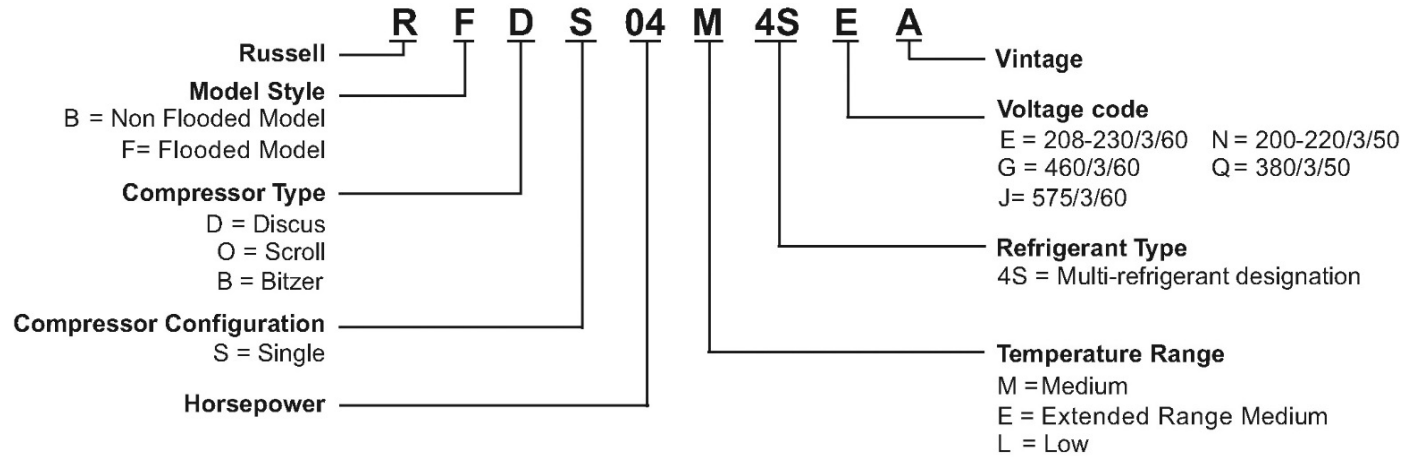 R F D S 04 M 4S E A
Russell
Model Style
B = Non Flooded Model
F= Flooded Model
Compressor Type
D = Discus
O = Scroll
B = Bitzer
Compressor Configuration
S = Single
Horsepower
Vintage
Voltage code
E = 208-230/3/60 N = 200-220/3/50
G = 460/3/60 Q = 380/3/50
J= 575/3/60
Refrigerant Type
4S = Multi-refrigerant designation
Temperature Range
M =Medium
E = Extended Range Medium
L = Low